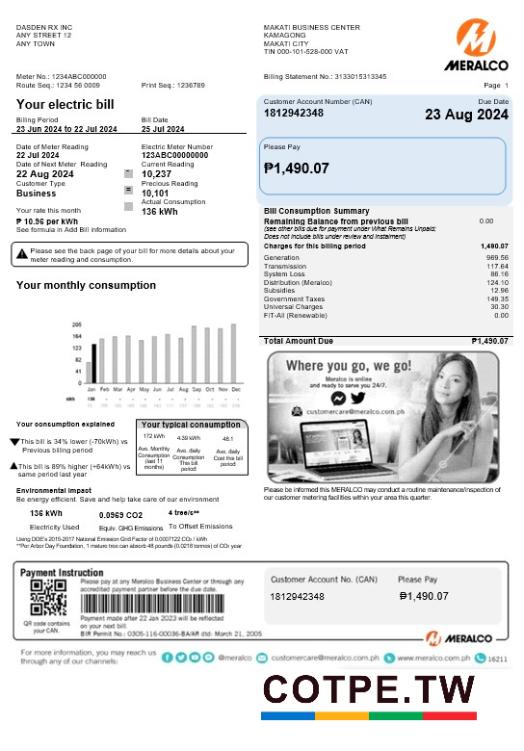 DASDEN RX INC
ANY STREET 12
ANY TOWN
MAKATI BUSINESS CENTER
KAMAGONG
MAKATI CITY
TIN 000-101-528-000 VAT
MERALCO
Meter No.: 1234ABC000000
Route Seq.: 1234 56 0009 Print Seq.: 1236789
Billing Statement No.: 3133015313345
Page 1
Your electric bill
Billing Period Bill Date
23 Jun 2024 to 22 Jul 2024 25 Jul 2024
Customer Account Number (CAN) Due Date
1812942348 23 Aug 2024
Please Pay
₱1,490.07
Date of Meter Reading Electric Meter Number
22 Jul 2024 123ABC00000000
Date of Next Meter Reading Current Reading
22 Aug 2024 10,237
Customer Type Precious Reading
Business 10,101
Actual Consumption
Your rate this month 136 kWh
₱ 10.96 per kWh
See formula in Add Bill information
Please see the back page of your bill for more details about your
meter reading and consumption.
Bill Consumption Summary
Remaining Balance from previous bill 0.00
(see other bills due for payment under What Remains Unpaid;
Does not include bills under review and instalment)
Charges for this billing period 1,490.07
Generation 969.56
Transmission 117.64
System Loss 86.16
Distribution (Meralco) 124.10
Subsidies 12.96
Government Taxes 149.35
Universal Charges 30.30
FIT-All (Renewable) 0.00
Total Amount Due ₱1,490.07
Your monthly consumption
205
164
123
82
41
0
Jan Feb Mar Apr May Jun Jul Aug Sep Oct Nov Dec
Where you go, we go!
Meralco is online
and ready to serve you 24/7.
customercare@meralco.com.ph
Your consumption explained
This bill is 34% lower (-70kWh) vs
Previous billing period
This bill is 89% higher (+64kWh) vs
same period last year
Your typical consumption
172 kWh 4.39 kWh 48.1
Ave. Monthly Consumption (last 11 months)
Ave. daily Consumption This bill period
Ave. daily Cost this bill period
Please be informed this MERALCO may conduct a routine maintenance/inspection
of our customer metering facilities within your area this quarter.
Environmental impact
Be energy efficient. Save and help take care of our environment
136 kWh 0.0969 CO2 4 tree/s**
Electricity Used Equiv. GHG Emissions To Offset Emissions
Using DOE's 2015-2017 National Emission Grid Factor of 0.0007122 CO₂ / kWh
**Per Arbor Day Foundation, 1 mature tree can absorb 48 pounds (0.0218 tonnes) of CO₂ year
Payment Instruction
Please pay at any Meralco Business Center or through any
accredited payment partner before the due date.
QR code contains
your CAN.
Payment made after 22 Jan 2023 will be reflected
on your next bill.
BIR Permit No.: 0305-116-00036-BA/AR dtd: March 21, 2005
Customer Account No. (CAN) Please Pay
1812942348 ₱1,490.07
MERALCO
For more information, you may reach us
through any of our channels:
@meralco customercare@meralco.com.ph www.meralco.com.ph 16211
COTPE.TW